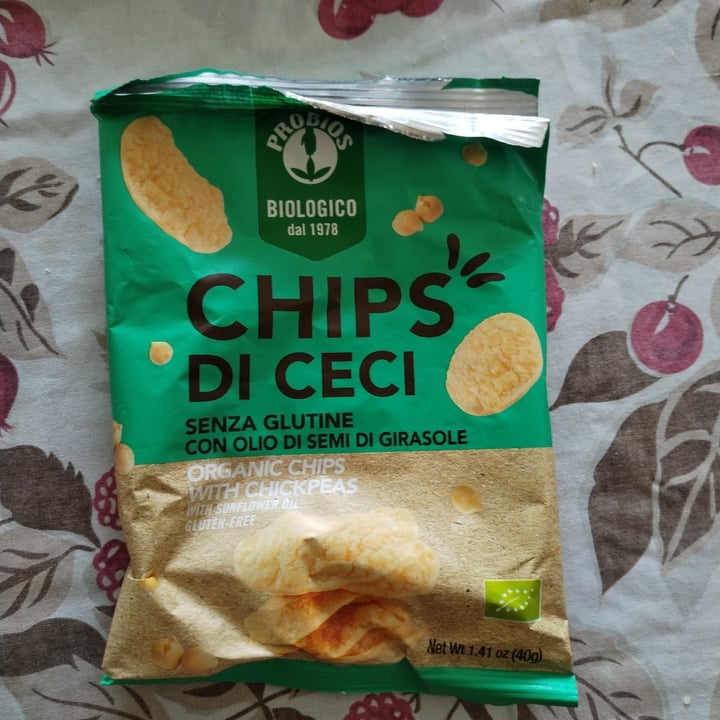 PROBIOS
BIOLOGICO
dal 1978
CHIPS
DI CECI
SENZA GLUTINE
CON OLIO DI SEMI DI GIRASOLE
ORGANIC CHIPS
WITH CHICKPEAS
WITH SUNFLOWER OIL
GLUTEN-FREE
Net Wt 1.41 oz (40g)